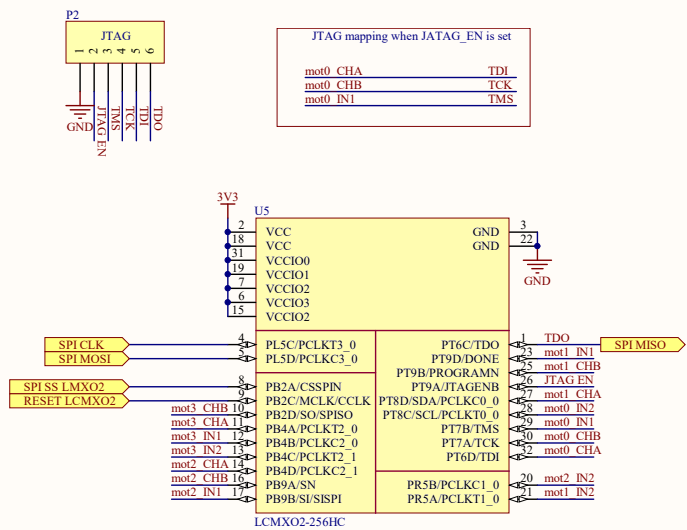 P2
JTAG
1 2 3 4 5 6
GND
JTAG EN
TMS
TCK
TDI
TDO
JTAG mapping when JATAG_EN is set
mot0 CHA TDI
mot0 CHB TCK
mot0 IN1 TMS
3V3
U5
2 VCC GND 3
18 VCC GND 22
31 VCCIO0
19 VCCIO1
7 VCCIO2
6 VCCIO3
15 VCCIO2
GND
SPI CLK 4 PL5C/PCLKT3_0 PT6C/TDO 1 TDO SPI MISO
SPI MOSI 5 PL5D/PCLKC3_0 PT9D/DONE 23 mot1 IN1
PT9B/PROGRAMN 25 mot1 CHB
SPI SS LMXO2 8 PB2A/CSSPIN PT9A/JTAGENB 26 JTAG EN
RESET LCMXO2 9 PB2C/MCLK/CCLK PT8D/SDA/PCLKC0_0 27 mot1 CHA
mot3 CHB 10 PB2D/SO/SPISO PT8C/SCL/PCLKT0_0 28 mot0 IN2
mot3 CHA 11 PB4A/PCLKT2_0 PT7B/TMS 29 mot0 IN1
mot3 IN1 12 PB4B/PCLKC2_0 PT7A/TCK 30 mot0 CHB
mot3 IN2 13 PB4C/PCLKT2_1 PT6D/TDI 32 mot0 CHA
mot2 CHA 14 PB4D/PCLKC2_1
mot2 CHB 16 PB9A/SN PR5B/PCLKC1_0 20 mot2 IN2
mot2 IN1 17 PB9B/SI/SISPI PR5A/PCLKT1_0 21 mot1 IN2
LCMXO2-256HC